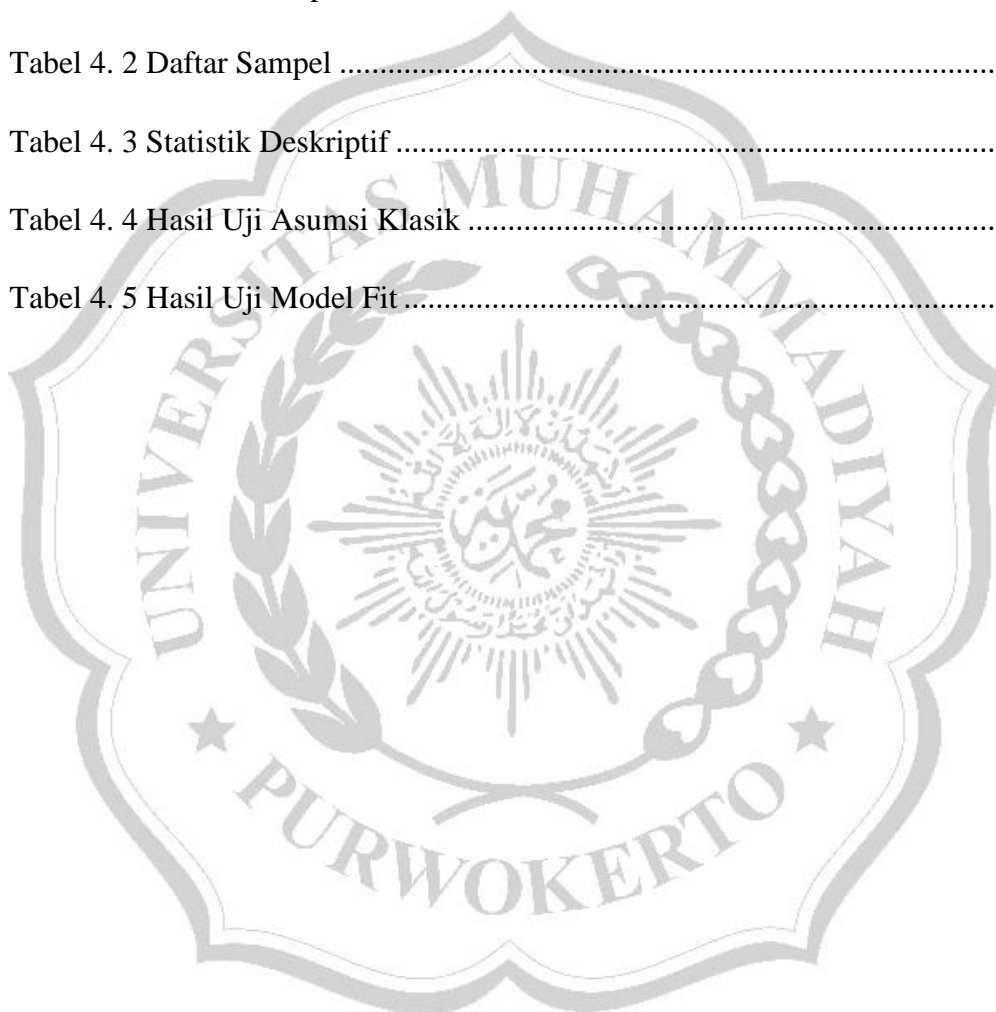 Tabel 4. 2 Daftar Sampel ..................................................................................
Tabel 4. 3 Statistik Deskriptif ...........................................................................
Tabel 4. 4 Hasil Uji Asumsi Klasik ..................................................................
Tabel 4. 5 Hasil Uji Model Fit ..........................................................................
UNIVERSITAS MUHAMMADIYAH
محمد
PURWOKERTO